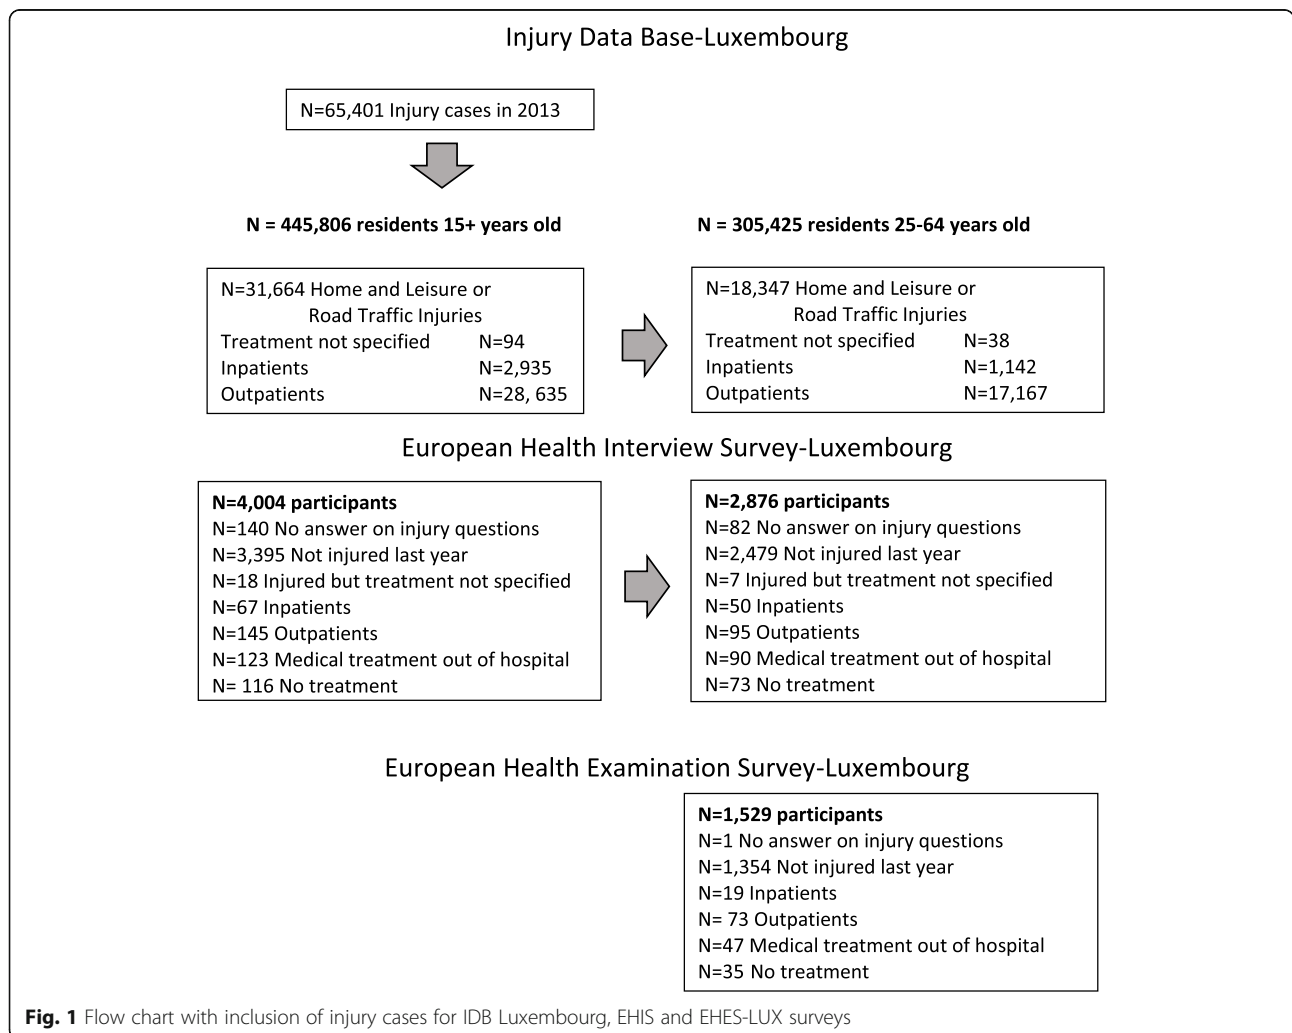 Injury Data Base-Luxembourg
N=65,401 Injury cases in 2013
N = 445,806 residents 15+ years old
N = 305,425 residents 25-64 years old
N=31,664 Home and Leisure or
Road Traffic Injuries
Treatment not specified N=94
Inpatients N=2,935
Outpatients N=28, 635
N=18,347 Home and Leisure or
Road Traffic Injuries
Treatment not specified N=38
Inpatients N=1,142
Outpatients N=17,167
European Health Interview Survey-Luxembourg
N=4,004 participants
N=140 No answer on injury questions
N=3,395 Not injured last year
N=18 Injured but treatment not specified
N=67 Inpatients
N=145 Outpatients
N=123 Medical treatment out of hospital
N= 116 No treatment
N=2,876 participants
N=82 No answer on injury questions
N=2,479 Not injured last year
N=7 Injured but treatment not specified
N=50 Inpatients
N=95 Outpatients
N=90 Medical treatment out of hospital
N=73 No treatment
European Health Examination Survey-Luxembourg
N=1,529 participants
N=1 No answer on injury questions
N=1,354 Not injured last year
N=19 Inpatients
N= 73 Outpatients
N=47 Medical treatment out of hospital
N=35 No treatment
Fig. 1 Flow chart with inclusion of injury cases for IDB Luxembourg, EHIS and EHES-LUX surveys